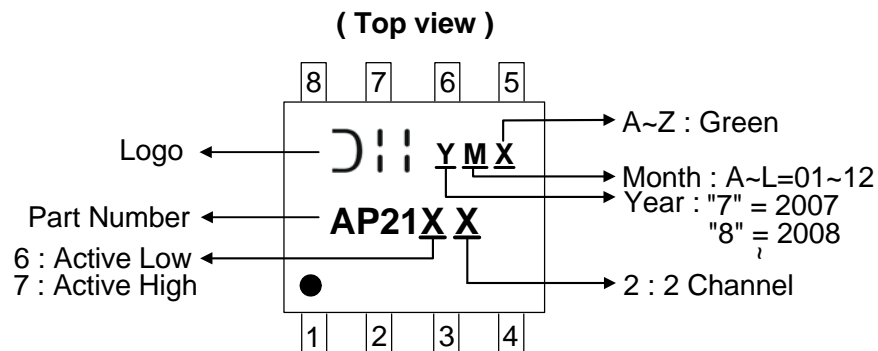 ( Top view )
8 7 6 5
A~Z : Green
Logo
Y M X
Month : A~L=01~12
Year : "7" = 2007
"8" = 2008
~
Part Number
AP21X X
6 : Active Low
7 : Active High
2 : 2 Channel
1 2 3 4